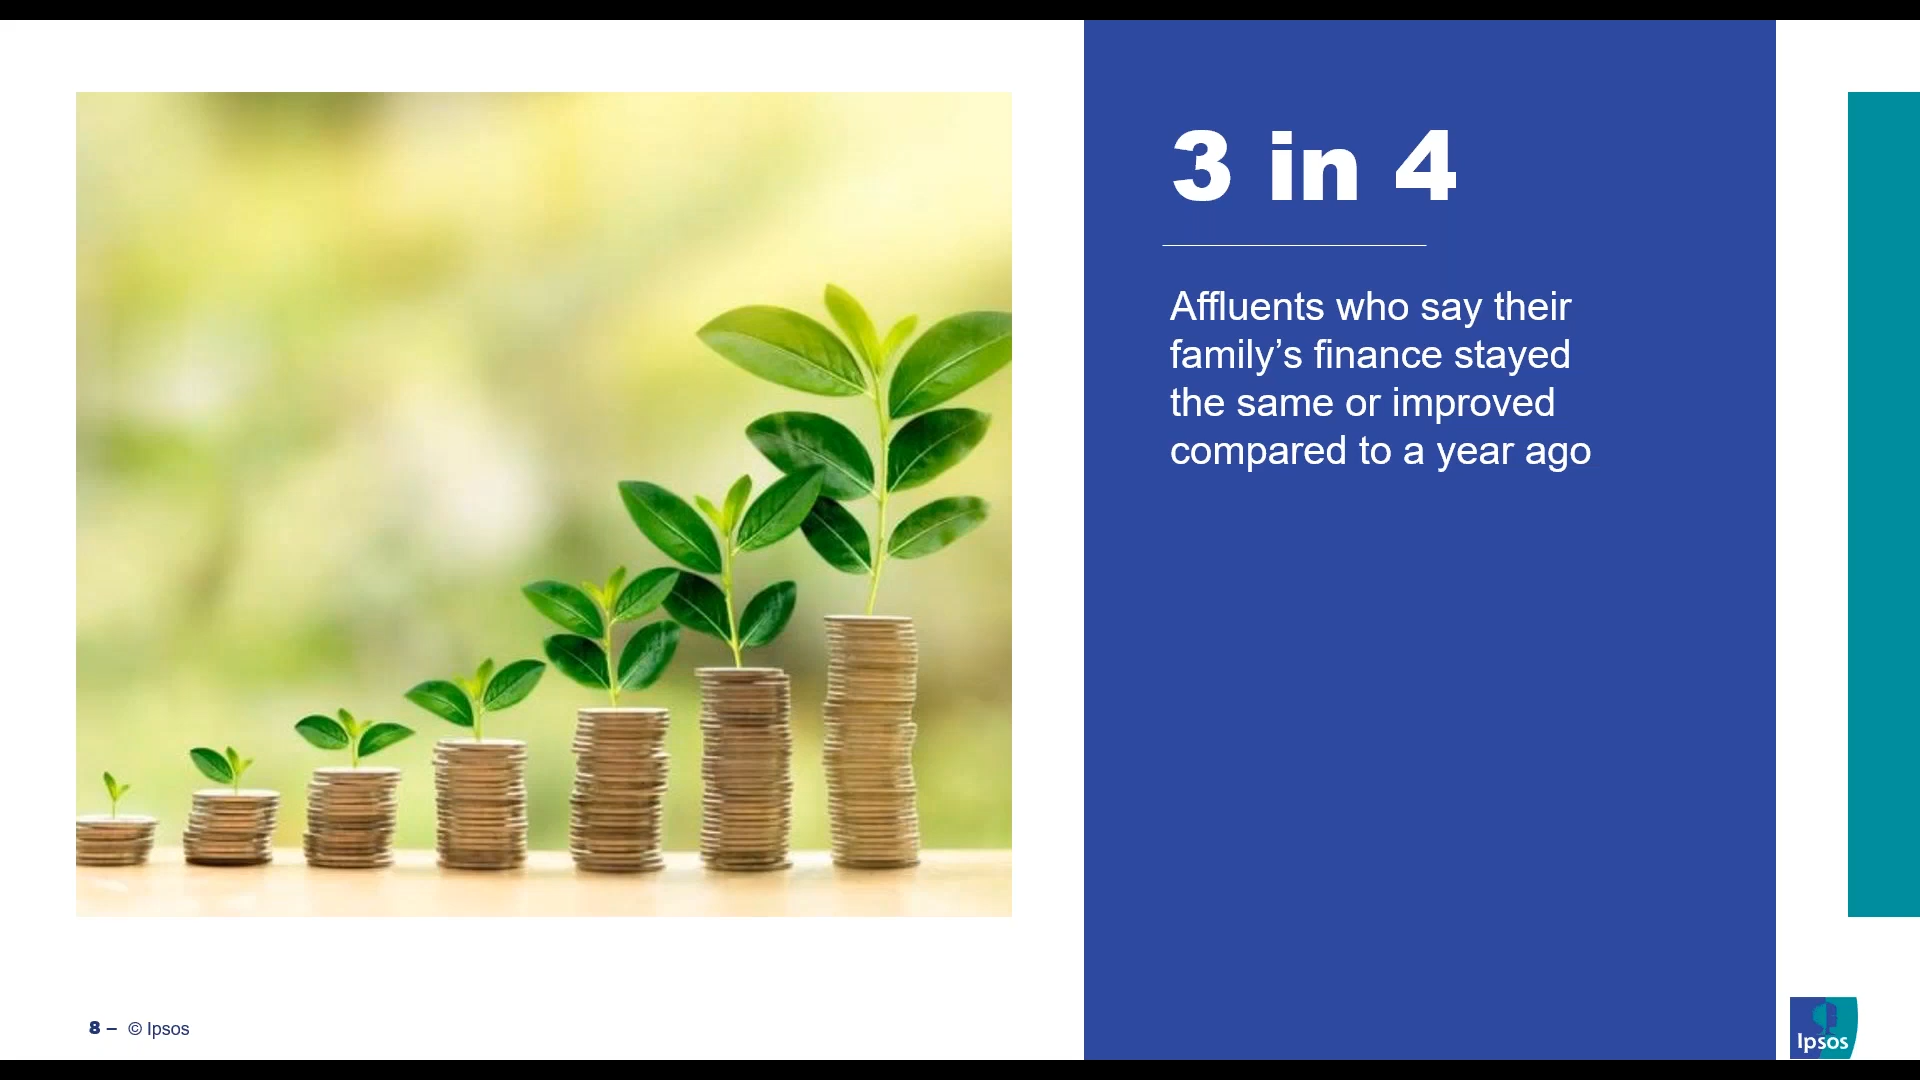 3 in 4
Affluents who say their
family’s finance stayed
the same or improved
compared to a year ago
8 – © Ipsos
Ipsos